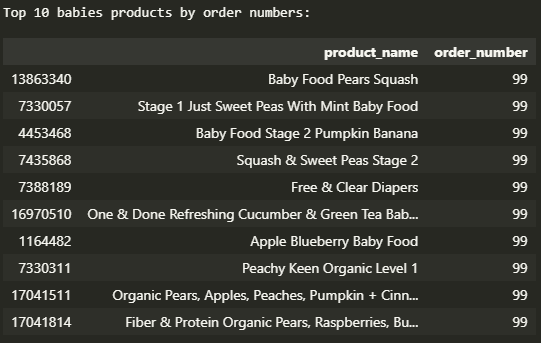 Top 10 babies products by order numbers:
product_name order_number
13863340 Baby Food Pears Squash 99
7330057 Stage 1 Just Sweet Peas With Mint Baby Food 99
4453468 Baby Food Stage 2 Pumpkin Banana 99
7435868 Squash & Sweet Peas Stage 2 99
7388189 Free & Clear Diapers 99
16970510 One & Done Refreshing Cucumber & Green Tea Bab... 99
1164482 Apple Blueberry Baby Food 99
7330311 Peachy Keen Organic Level 1 99
17041511 Organic Pears, Apples, Peaches, Pumpkin + Cinn... 99
17041814 Fiber & Protein Organic Pears, Raspberries, Bu... 99